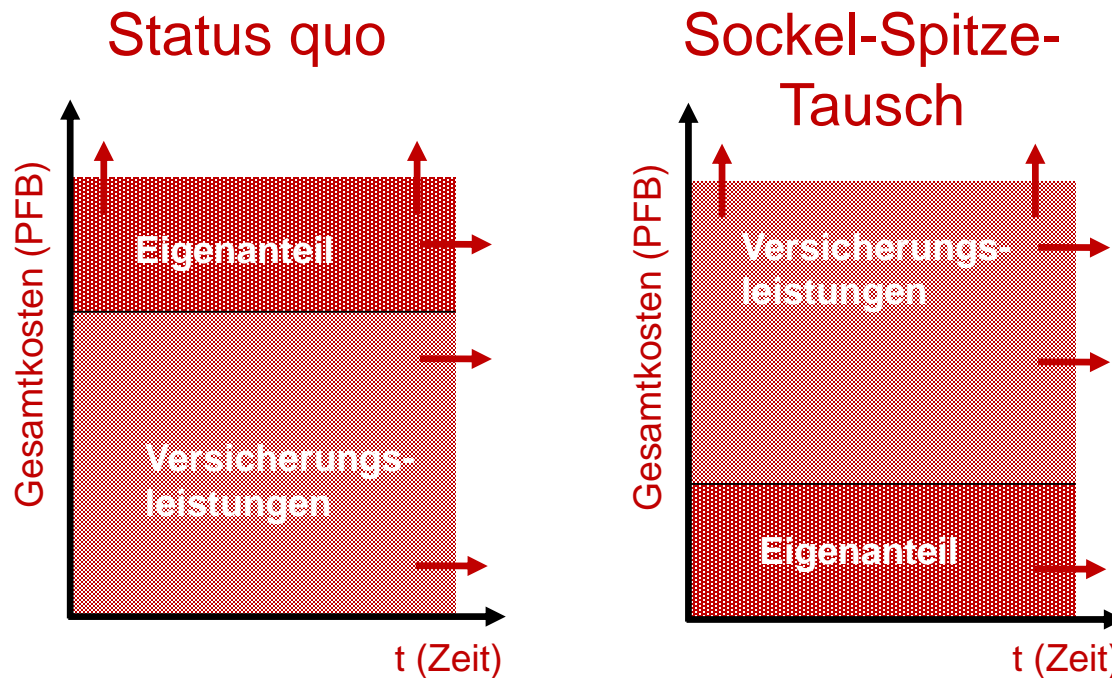 Status quo
Gesamtkosten (PFB)
Eigenanteil
Versicherungs-
leistungen
t (Zeit)
Sockel-Spitze-
Tausch
Gesamtkosten (PFB)
Versicherungs-
leistungen
Eigenanteil
t (Zeit)